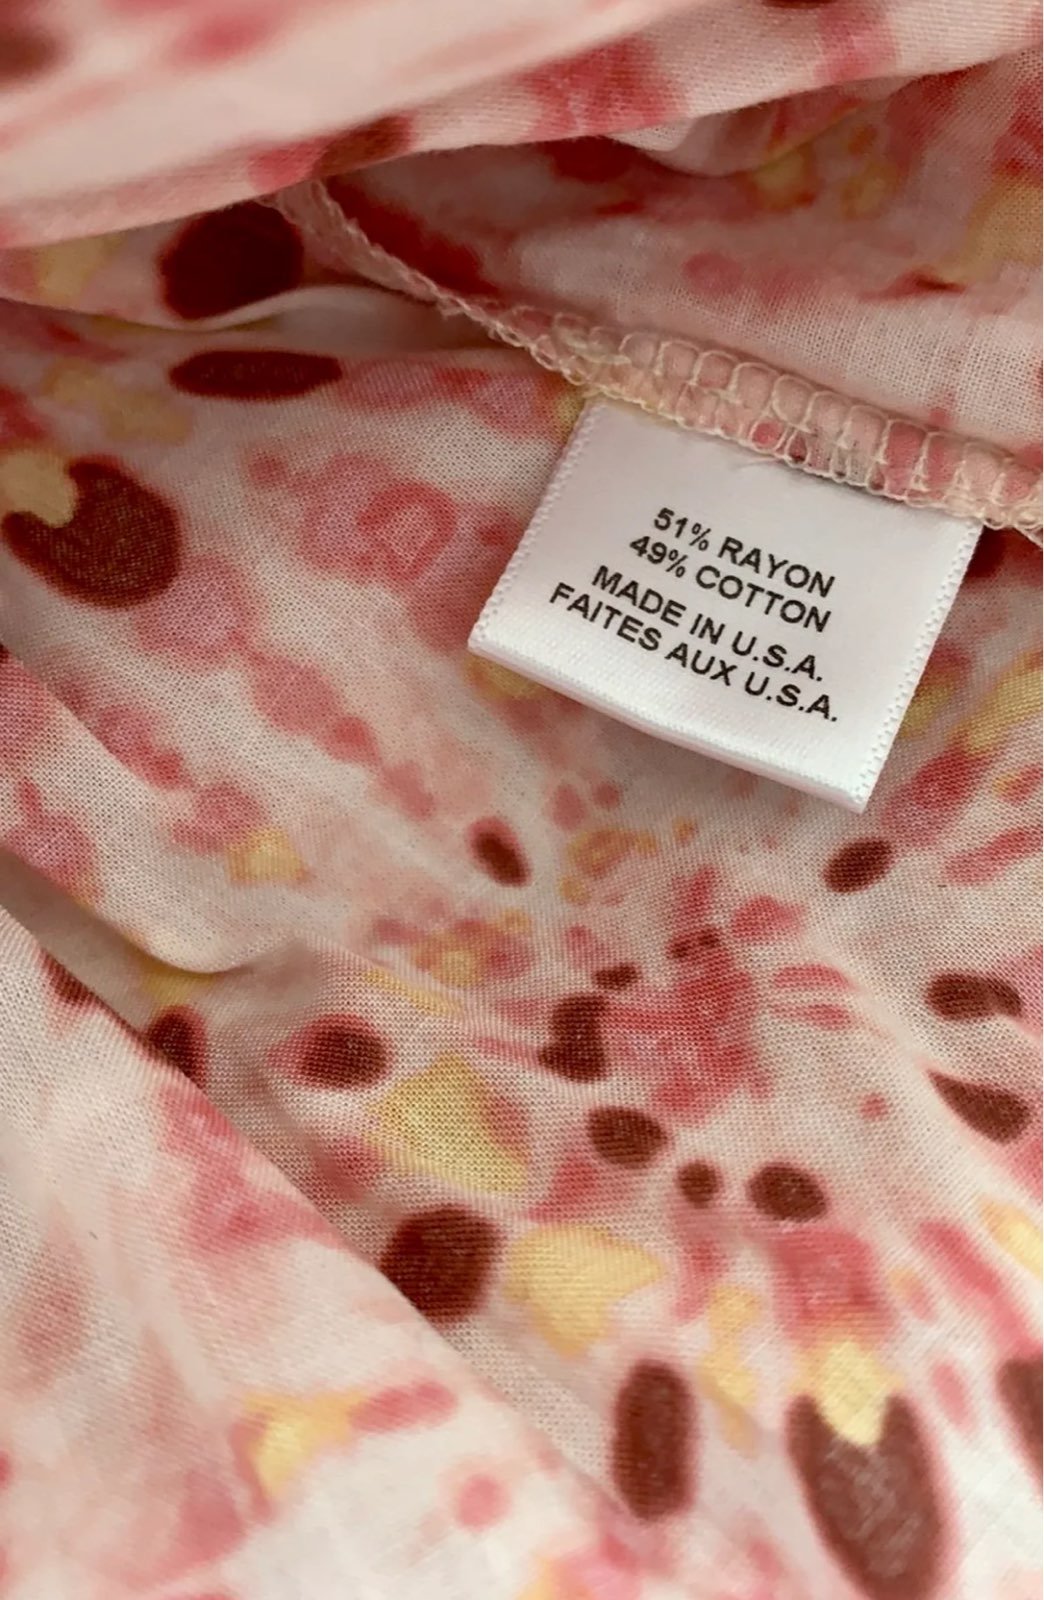 51% RAYON
49% COTTON
MADE IN U.S.A.
FAITES AUX U.S.A.